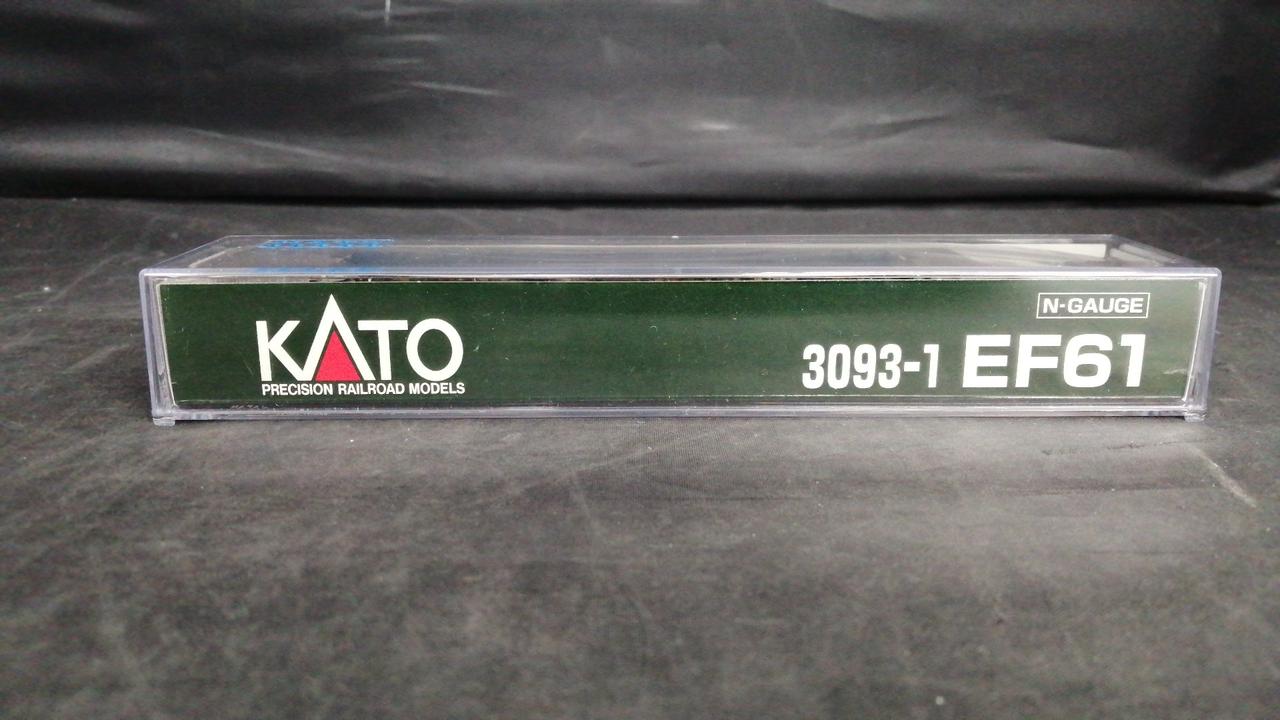 KATO
PRECISION RAILROAD MODELS
N-GAUGE
3093-1 EF61